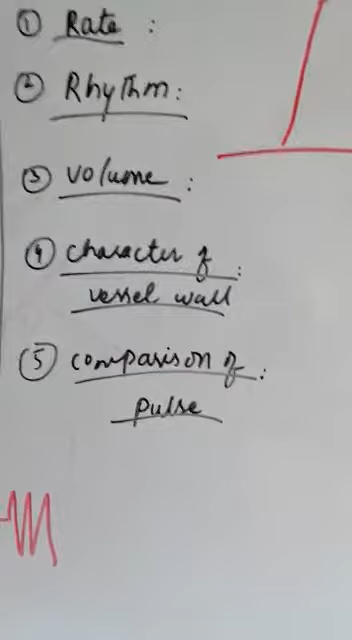 ① Rate :
② Rhythm:
③ volume :
④ character of :
vessel wall
⑤ comparison of :
pulse